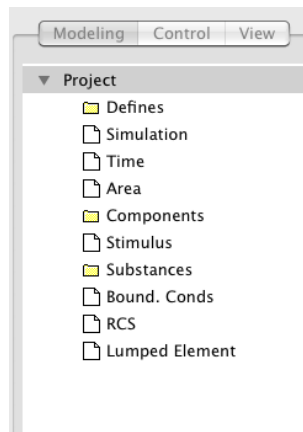 Modeling Control View
Project
Defines
Simulation
Time
Area
Components
Stimulus
Substances
Bound. Conds
RCS
Lumped Element